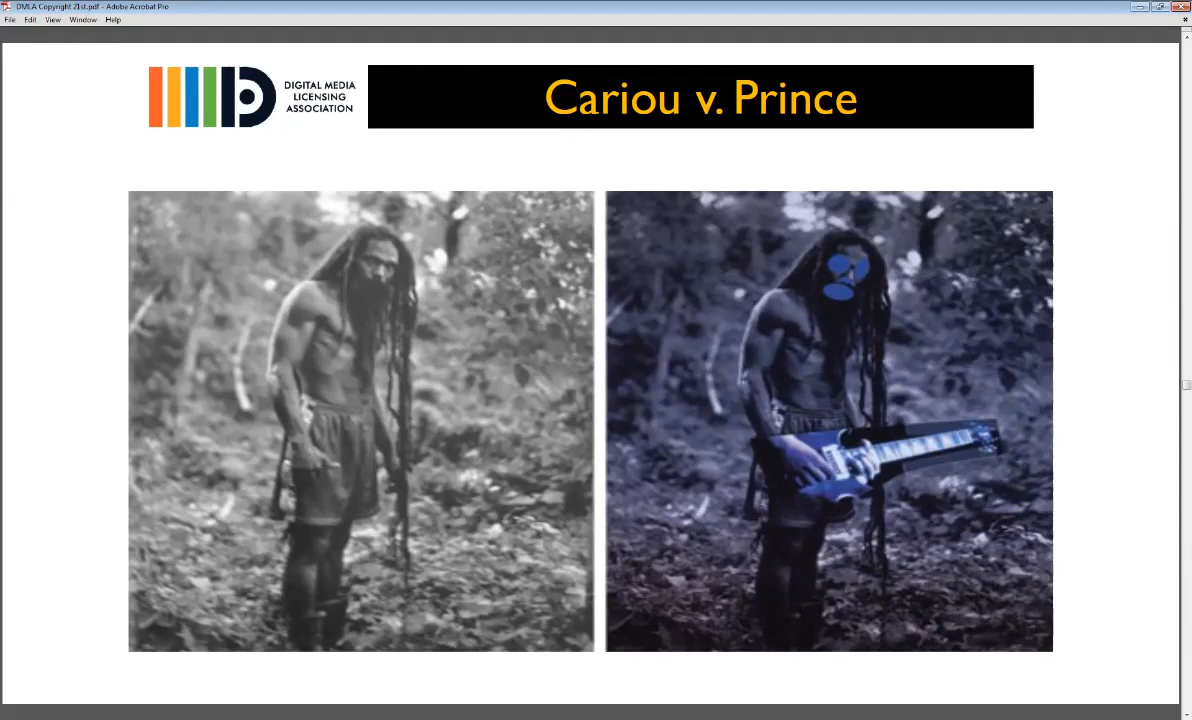 DMLA Copyright 21st.pdf - Adobe Acrobat Pro
File Edit View Window Help
DIGITAL MEDIA
LICENSING
ASSOCIATION
Cariou v. Prince